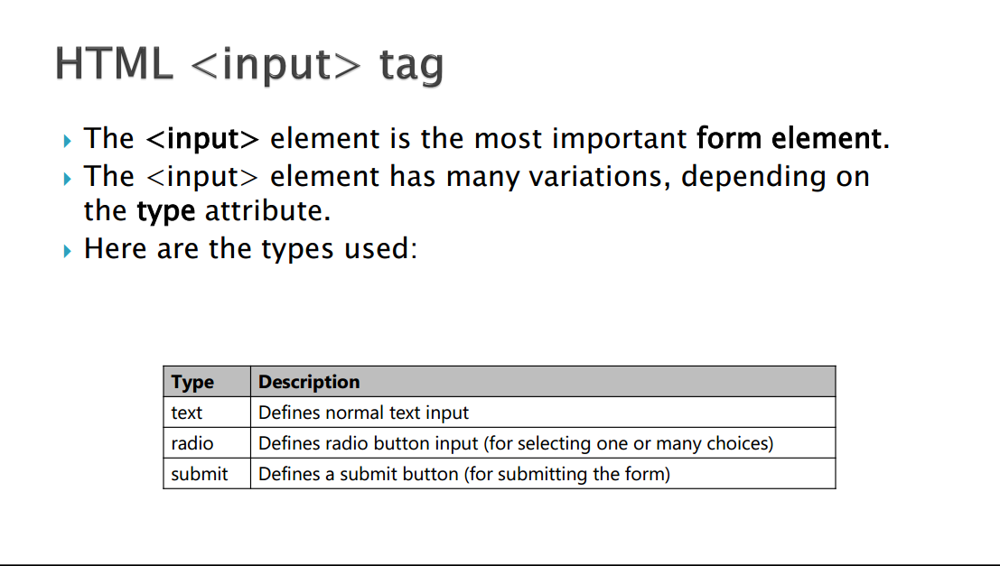 HTML <input> tag
The <input> element is the most important form element.
The <input> element has many variations, depending on
the type attribute.
Here are the types used:
Type Description
text Defines normal text input
radio Defines radio button input (for selecting one or many choices)
submit Defines a submit button (for submitting the form)